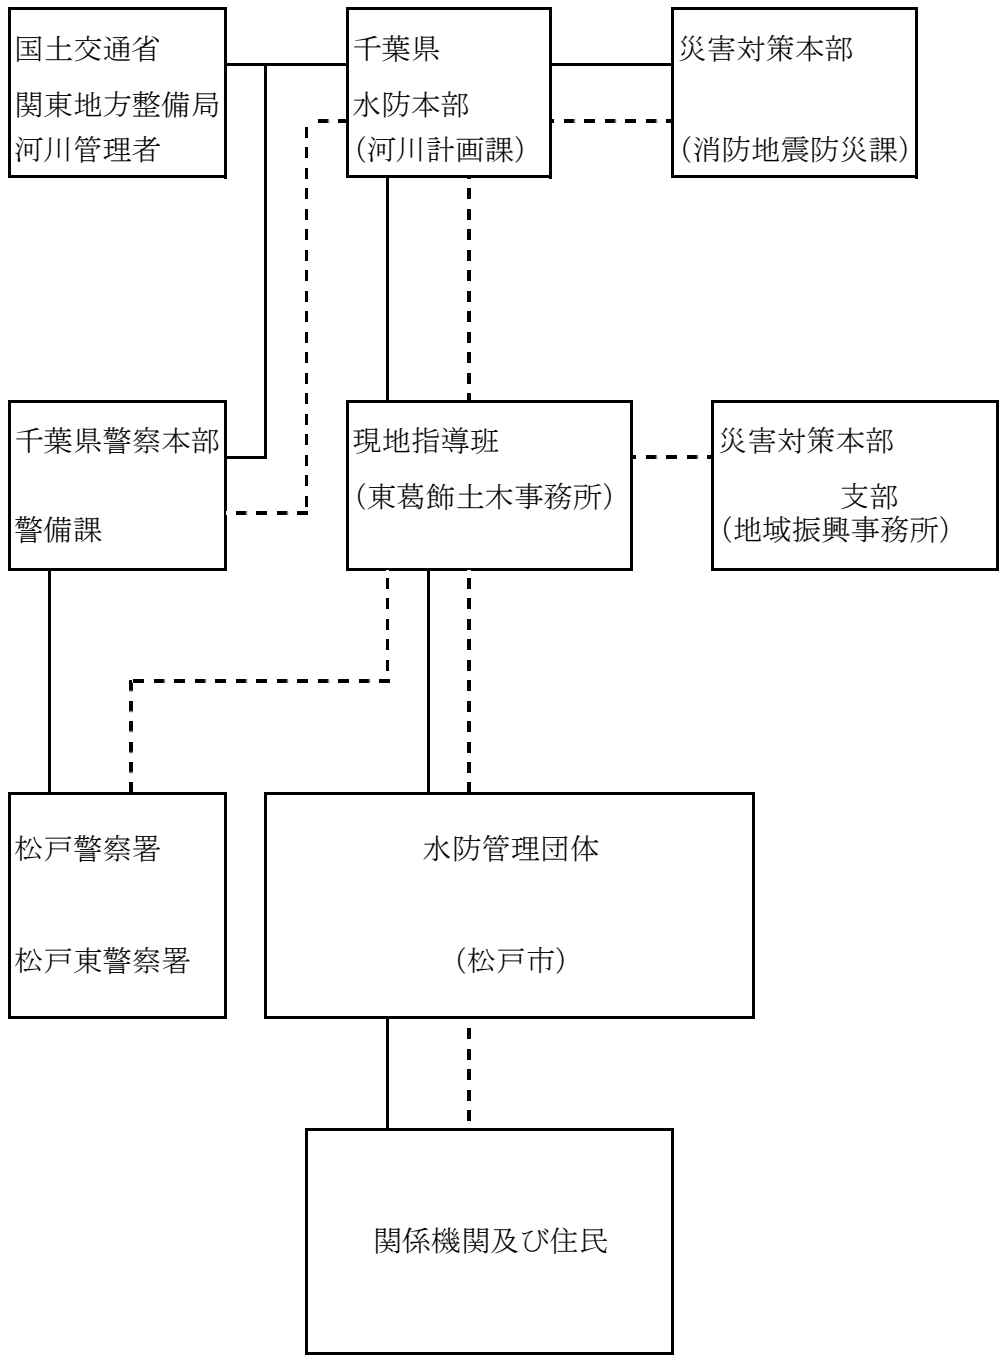 国土交通省
関東地方整備局
河川管理者
千葉県
水防本部
（河川計画課）
災害対策本部
（消防地震防災課）
千葉県警察本部
警備課
現地指導班
（東葛飾土木事務所）
災害対策本部
支部
（地域振興事務所）
松戸警察署
松戸東警察署
水防管理団体
（松戸市）
関係機関及び住民